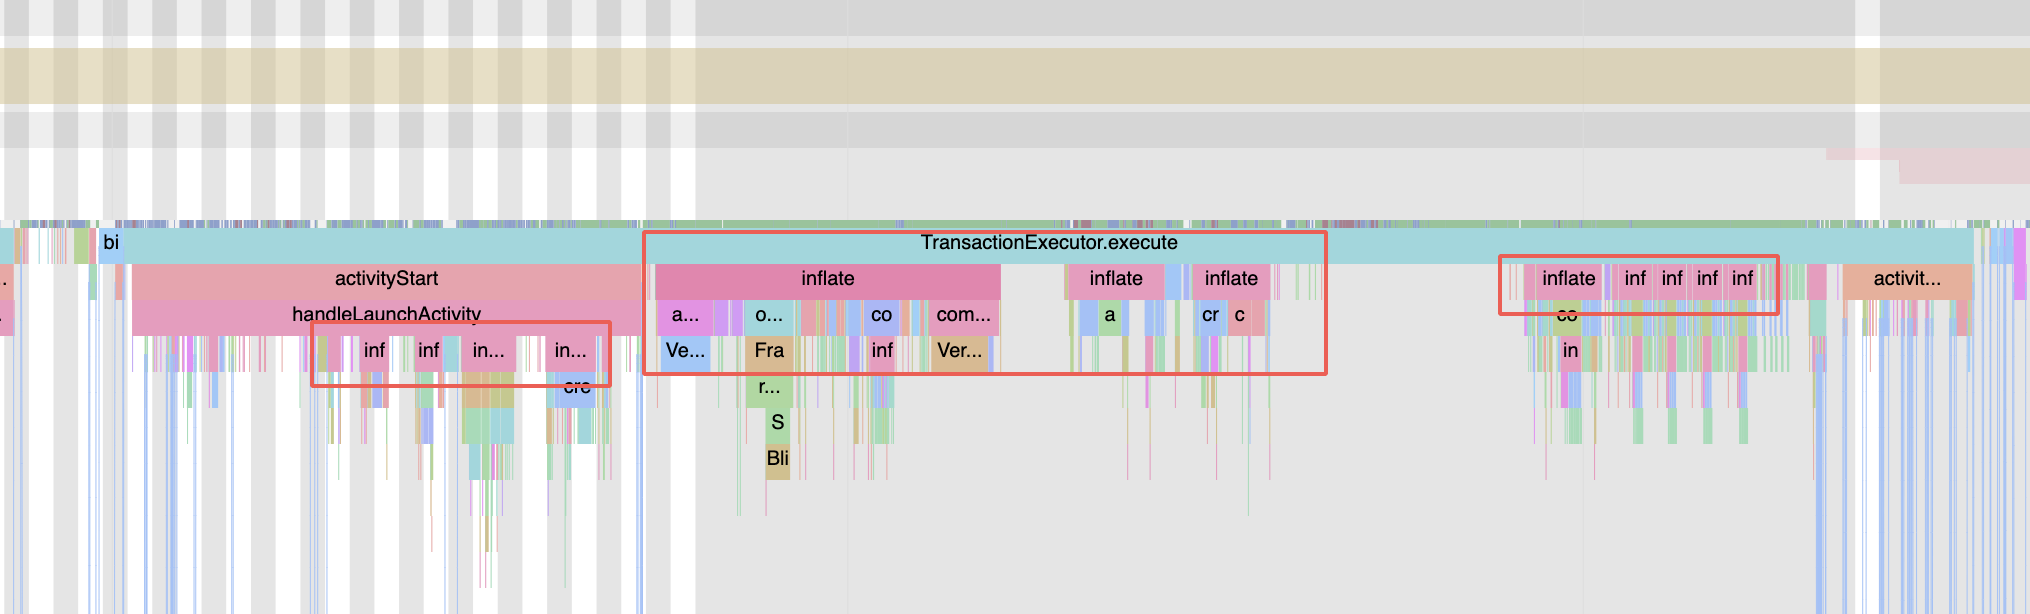 bi TransactionExecutor.execute
activityStart inflate inflate inflate inflate inf inf inf inf activit...
handleLaunchActivity a... o... co com... a cr c co
inf inf in... in... Ve... Fra inf Ver... in
cre r...
S
Bli